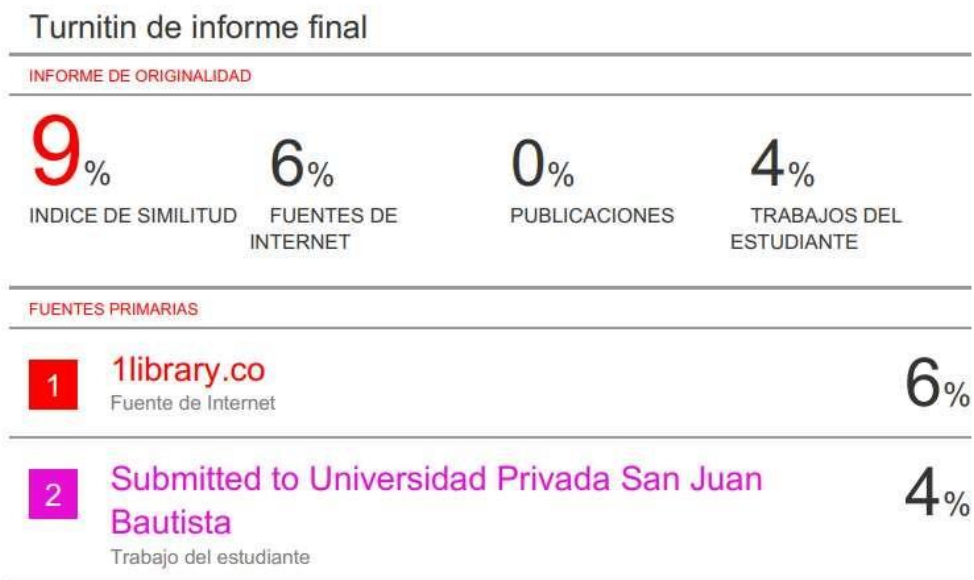 Turnitin de informe final
INFORME DE ORIGINALIDAD
9% 6% 0% 4%
INDICE DE SIMILITUD FUENTES DE INTERNET PUBLICACIONES TRABAJOS DEL ESTUDIANTE
FUENTES PRIMARIAS
1 1library.co 6%
Fuente de Internet
2 Submitted to Universidad Privada San Juan 4%
Bautista
Trabajo del estudiante